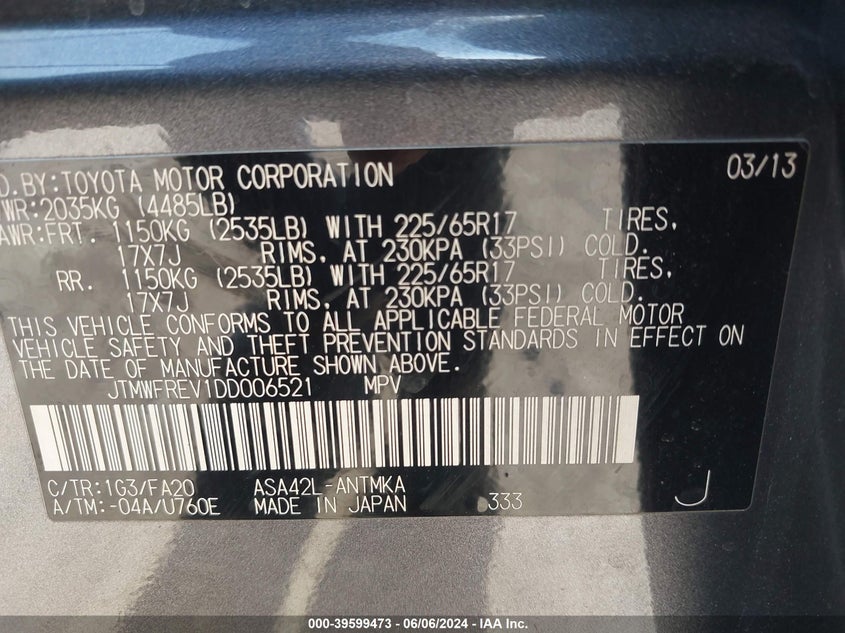 D. BY:TOYOTA MOTOR CORPORATION 03/13
WR:2035KG (4485LB)
AWR:FRT. 1150KG (2535LB) WITH 225/65R17 TIRES,
17X7J RIMS, AT 230KPA (33PSI) COLD.
RR. 1150KG (2535LB) WITH 225/65R17 TIRES,
17X7J RIMS, AT 230KPA (33PSI) COLD.
THIS VEHICLE CONFORMS TO ALL APPLICABLE FEDERAL MOTOR
VEHICLE SAFETY AND THEFT PREVENTION STANDARDS IN EFFECT ON
THE DATE OF MANUFACTURE SHOWN ABOVE.
JTMWFREV1DD006521 MPV
C/TR:1G3/FA20 ASA42L-ANTMKA
A/TM:-04A/U760E MADE IN JAPAN 333 J
000-39599473 - 06/06/2024 - IAA Inc.